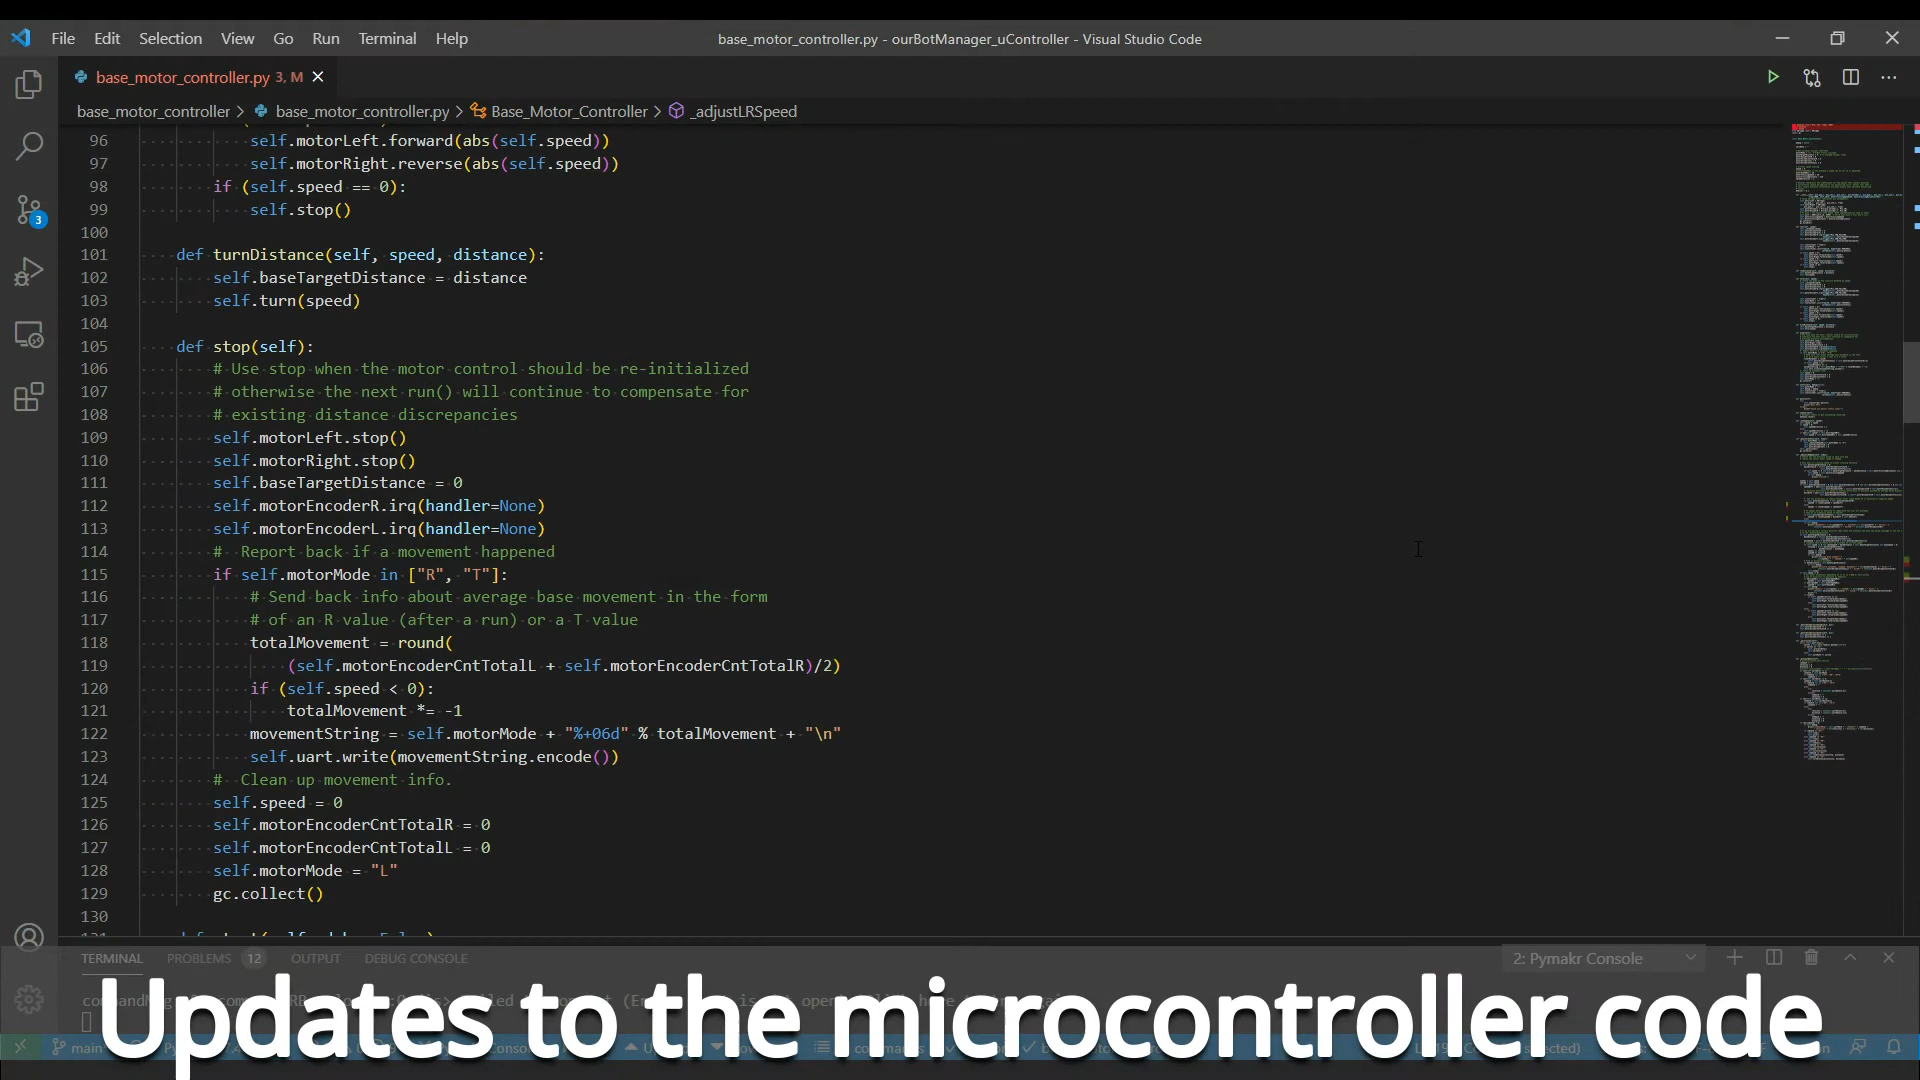 File Edit Selection View Go Run Terminal Help
base_motor_controller.py - ourBotManager_uController - Visual Studio Code
base_motor_controller.py 3, M
base_motor_controller > base_motor_controller.py > Base_Motor_Controller > _adjustLRSpeed
96 self.motorLeft.forward(abs(self.speed))
97 self.motorRight.reverse(abs(self.speed))
98 if (self.speed == 0):
99 self.stop()
100
101 def turnDistance(self, speed, distance):
102 self.baseTargetDistance = distance
103 self.turn(speed)
104
105 def stop(self):
106 # Use stop when the motor control should be re-initialized
107 # otherwise the next run() will continue to compensate for
108 # existing distance discrepancies
109 self.motorLeft.stop()
110 self.motorRight.stop()
111 self.baseTargetDistance = 0
112 self.motorEncoderR.irq(handler=None)
113 self.motorEncoderL.irq(handler=None)
114 # Report back if a movement happened
115 if self.motorMode in ["R", "T"]:
116 # Send back info about average base movement in the form
117 # of an R value (after a run) or a T value
118 totalMovement = round(
119 (self.motorEncoderCntTotalL + self.motorEncoderCntTotalR)/2)
120 if (self.speed < 0):
121 totalMovement *= -1
122 movementString = self.motorMode + "%+06d" % totalMovement + "\n"
123 self.uart.write(movementString.encode())
124 # Clean up movement info.
125 self.speed = 0
126 self.motorEncoderCntTotalR = 0
127 self.motorEncoderCntTotalL = 0
128 self.motorMode = "L"
129 gc.collect()
130
3
TERMINAL PROBLEMS 12 OUTPUT DEBUG CONSOLE
2: Pymakr Console
Updates to the microcontroller code
main